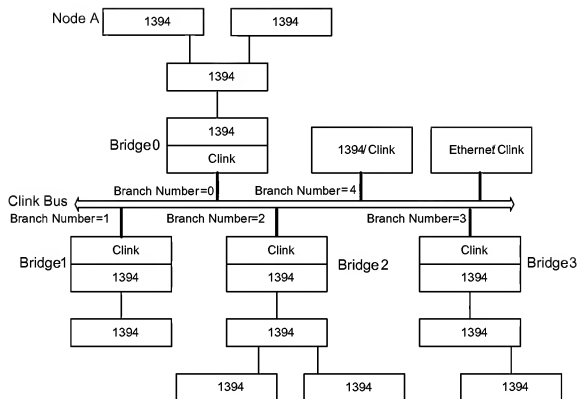 Node A
1394
1394
1394
1394
Bridge0
Clink
1394/ Clink
Ethernet/ Clink
Branch Number=0
Branch Number=4
Clink Bus
Branch Number=1
Branch Number=2
Branch Number=3
Clink
Clink
Clink
Bridge1
1394
1394
Bridge2
1394
Bridge3
1394
1394
1394
1394
1394
1394